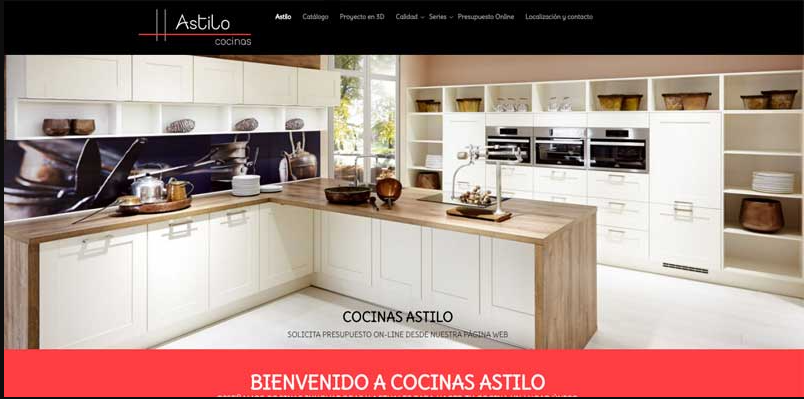 Astilo
cocinas
Astilo Catálogo Proyecto en 3D Calidad Series Presupuesto Online Localización y contacto
COCINAS ASTILO
SOLICITA PRESUPUESTO ON-LINE DESDE NUESTRA PÁGINA WEB
BIENVENIDO A COCINAS ASTILO